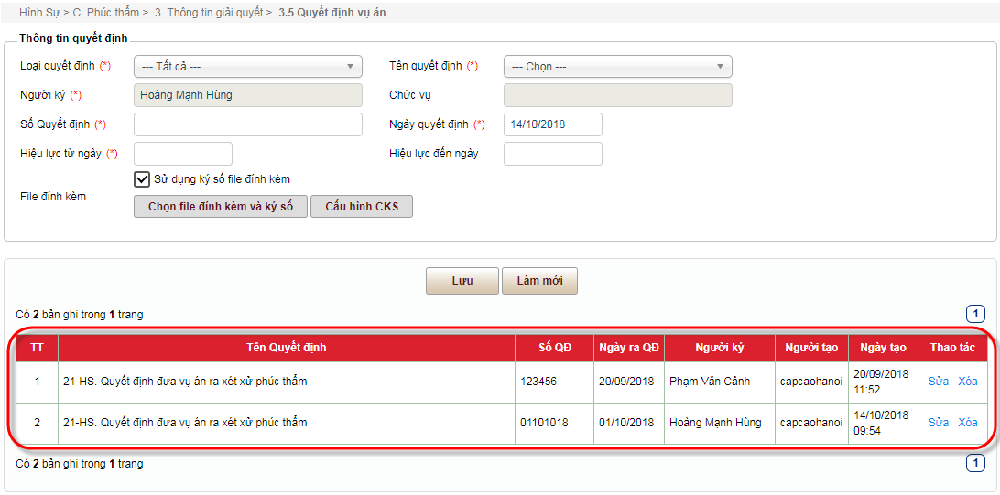 Hình Sự > C. Phúc thẩm > 3. Thông tin giải quyết > 3.5 Quyết định vụ án
Thông tin quyết định
Loại quyết định (*) --- Tất cả --- Tên quyết định (*) --- Chọn ---
Người ký (*) Hoàng Mạnh Hùng Chức vụ
Số Quyết định (*) Ngày quyết định (*) 14/10/2018
Hiệu lực từ ngày (*) Hiệu lực đến ngày
Sử dụng ký số file đính kèm
File đính kèm
Chọn file đính kèm và ký số Cấu hình CKS
Lưu Làm mới
Có 2 bản ghi trong 1 trang 1
TT Tên Quyết định Số QĐ Ngày ra QĐ Người ký Người tạo Ngày tạo Thao tác
1 21-HS. Quyết định đưa vụ án ra xét xử phúc thẩm 123456 20/09/2018 Phạm Văn Cảnh capcaohanoi 20/09/2018 11:52 Sửa Xóa
2 21-HS. Quyết định đưa vụ án ra xét xử phúc thẩm 01101018 01/10/2018 Hoàng Mạnh Hùng capcaohanoi 14/10/2018 09:54 Sửa Xóa
Có 2 bản ghi trong 1 trang 1